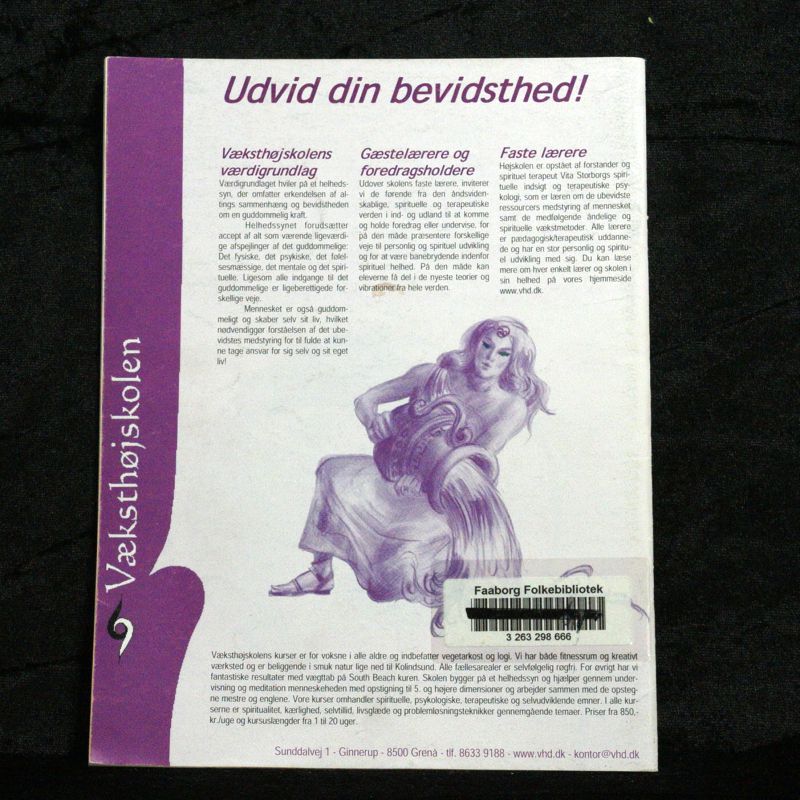 Udvid din bevidsthed!
Væksthøjskolens
værdigrundlag
Værdigrundlaget hviler på et helheds-
syn, der omfatter erkendelsen af al-
tings sammenhæng og bevidstheden
om en guddommelig kraft.
Helhedssynet forudsætter
accept af alt som værende ligeværdi-
ge afspejlinger af det guddommelige:
Det fysiske, det psykiske, det følel-
sesmæssige, det mentale og det spiri-
tuelle. Ligesom alle indgange til det
guddommelige er ligeberettigede for-
skellige veje.
Mennesket er også guddom-
meligt og skaber selv sit liv, hvilket
nødvendiggør forståelsen af det ube-
vidstes medstyring for til fulde at kun-
ne tage ansvar for sig selv og sit eget
liv!
Gæstelærere og
foredragsholdere
Udover skolens faste lærere, inviterer
vi de førende fra den åndsviden-
skablige, spirituelle og terapeutiske
verden i ind- og udland til at komme
og holde foredrag eller undervise, for
på den måde præsentere forskellige
veje til personlig og spirituel udvikling
og for at være banebrydende indenfor
spirituel helhed. På den måde kan
eleverne få del i de nyeste teorier og
vibrationer fra hele verden.
Faste lærere
Højskolen er opstået af forstander og
spirituel terapeut Vita Storborgs spiri-
tuelle indsigt og terapeutiske psy-
kologi, som er læren om de ubevidste
ressourcers medstyring af mennesket
samt de medfølgende åndelige og
spirituelle vækstmetoder. Alle lærere
er pædagogisk/terapeutisk uddanne-
de og har en stor personlig og spiritu-
el udvikling med sig. Du kan læse
mere om hver enkelt lærer og skolen i
sin helhed på vores hjemmeside
www.vhd.dk.
Væksthøjskolen
Faaborg Folkebibliotek
3 263 298 666
Væksthøjskolens kurser er for voksne i alle aldre og indbefatter vegetarkost og logi. Vi har både fitnessrum og kreativt
værksted og er beliggende i smuk natur lige ned til Kolindsund. Alle fællesarealer er selvfølgelig røgfri. For øvrigt har vi
fantastiske resultater med vægttab på South Beach kuren. Skolen bygger på et helhedssyn og hjælper gennem under-
visning og meditation menneskeheden med opstigning til 5. og højere dimensioner og arbejder sammen med de opsteg-
ne mestre og englene. Vore kurser omhandler spirituelle, psykologiske, terapeutiske og selvudviklende emner. I alle kur-
serne er spiritualitet, kærlighed, selvtillid, livsglæde og problemløsningsteknikker gennemgående temaer. Priser fra 850,-
kr./uge og kursuslængder fra 1 til 20 uger.
Sunddalvej 1 - Ginnerup - 8500 Grenå - tlf. 8633 9188 - www.vhd.dk - kontor@vhd.dk